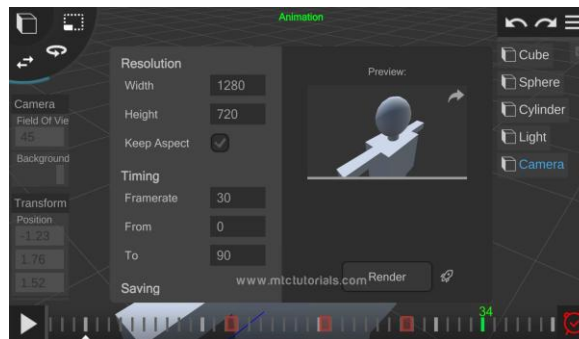 Animation
Resolution
Width 1280
Height 720
Keep Aspect
Timing
Framerate 30
From 0
To 90
Saving
Preview:
www.mtctutorials.com
Render
Camera
Field Of Vie
45
Background
Transform
Position
-1.23
1.76
1.52
Cube
Sphere
Cylinder
Light
Camera
34